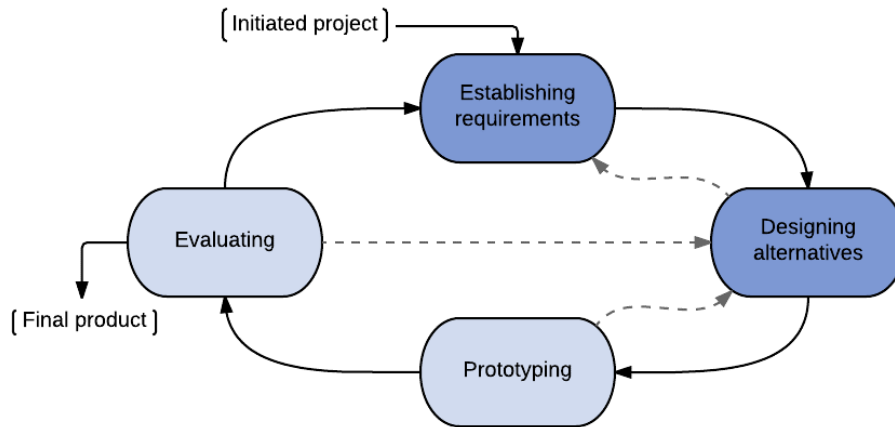 [Initiated project]
Establishing
requirements
Designing
alternatives
Evaluating
[Final product]
Prototyping